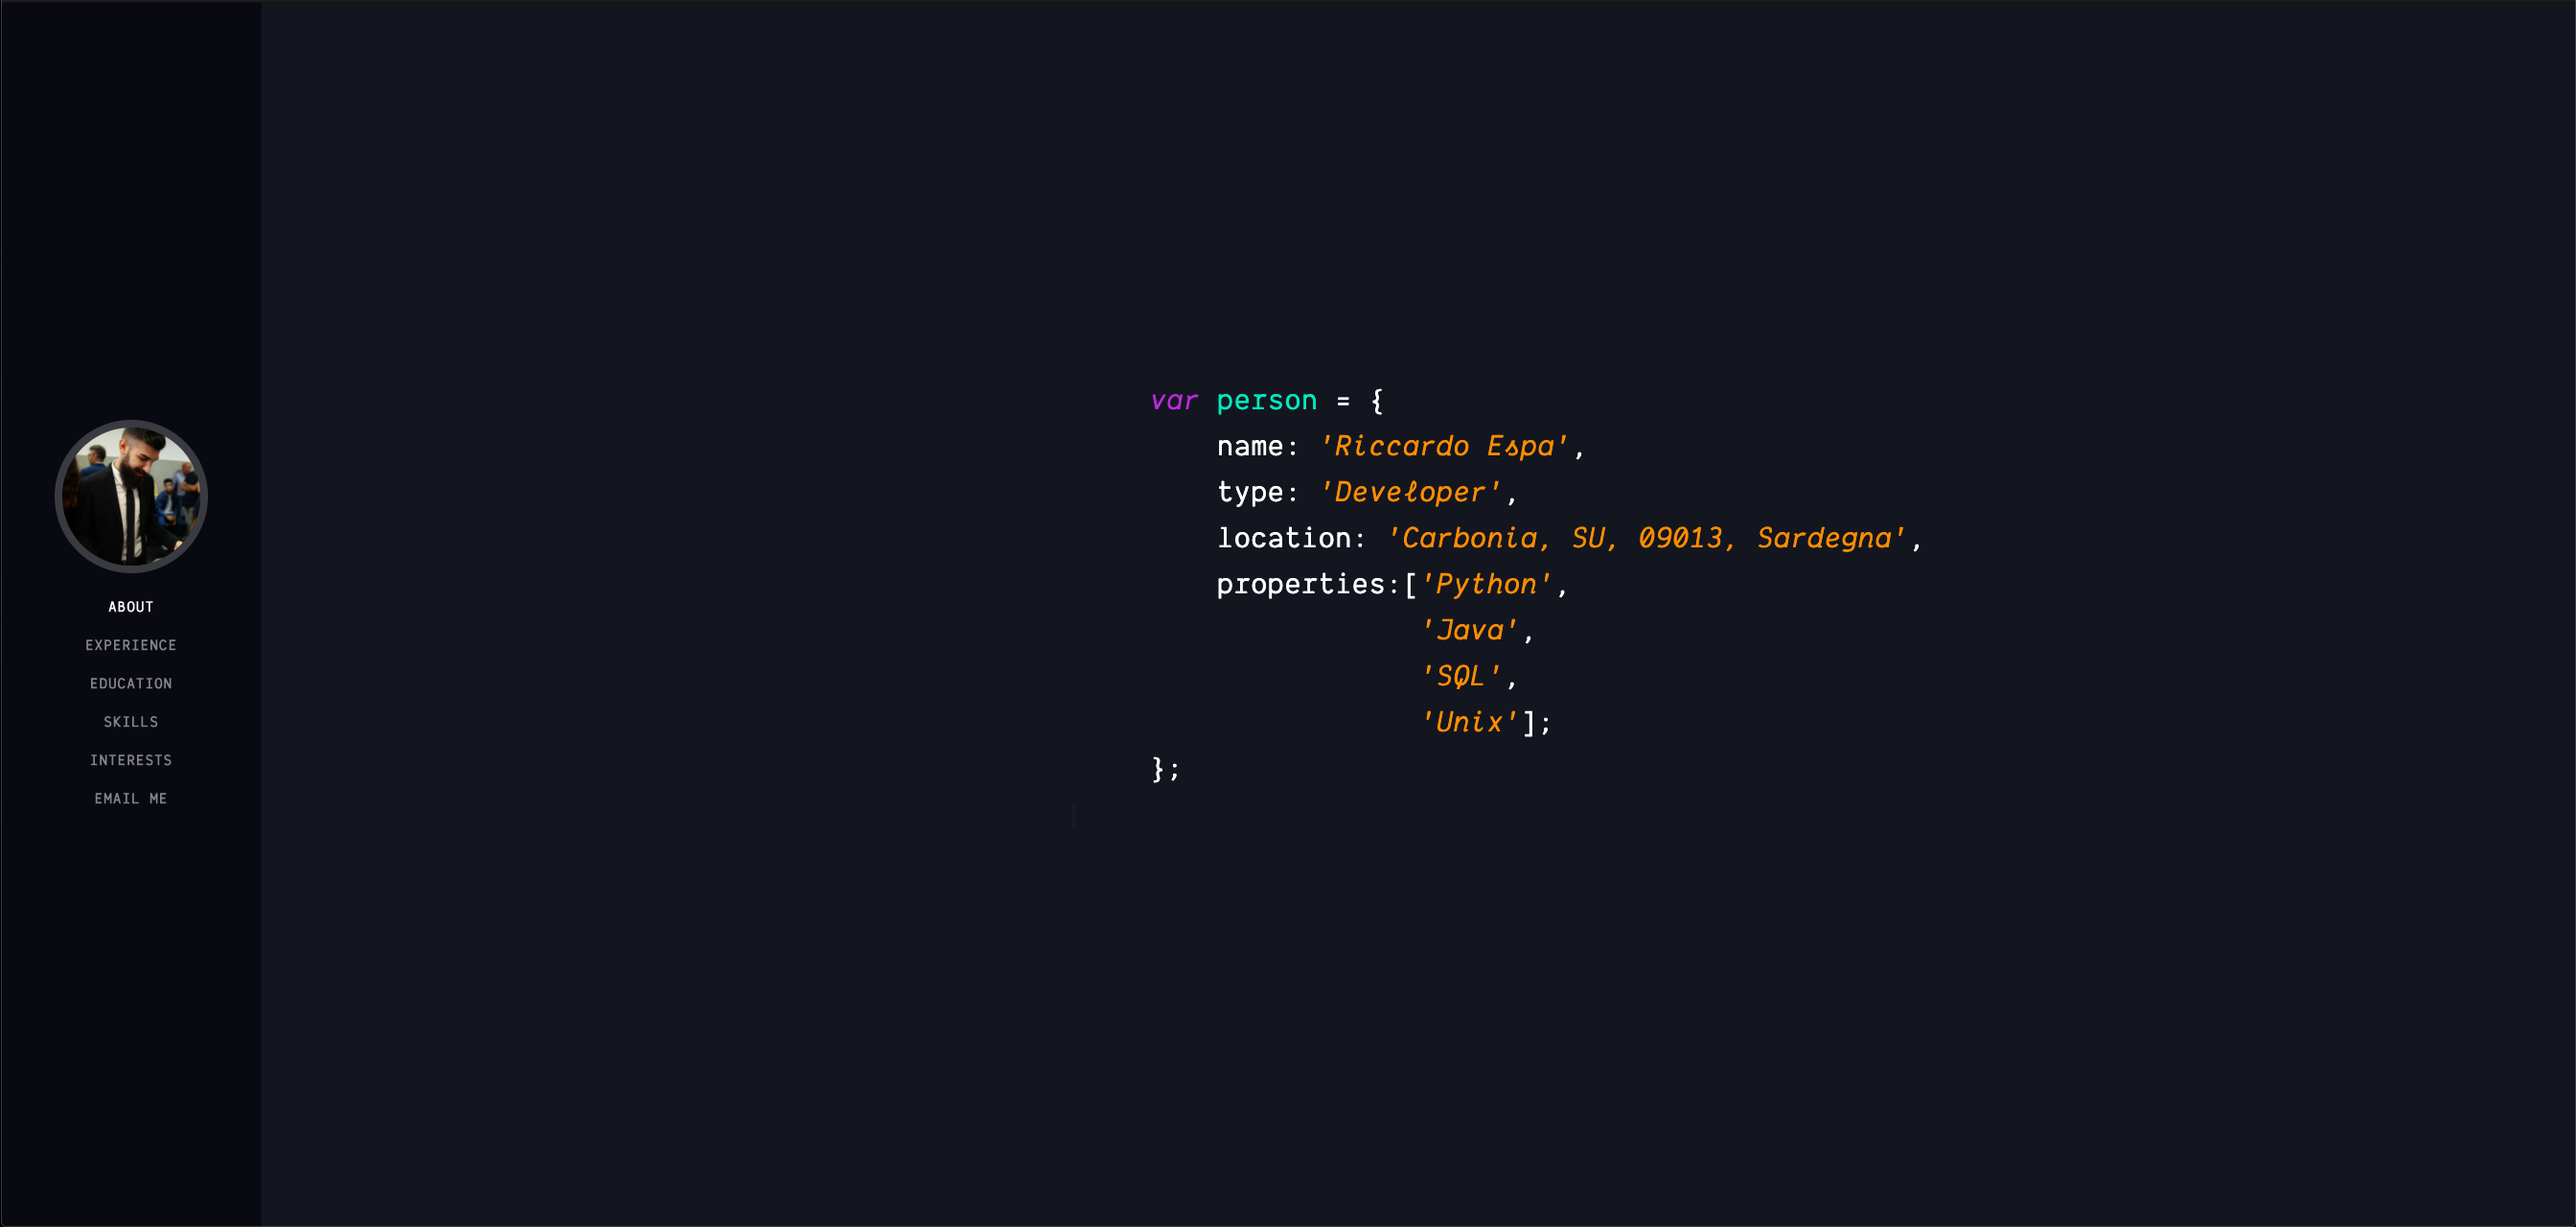 ABOUT
EXPERIENCE
EDUCATION
SKILLS
INTERESTS
EMAIL ME
var person = {
    name: 'Riccardo Espa',
    type: 'Developer',
    location: 'Carbonia, SU, 09013, Sardegna',
    properties:['Python',
                'Java',
                'SQL',
                'Unix'];
};